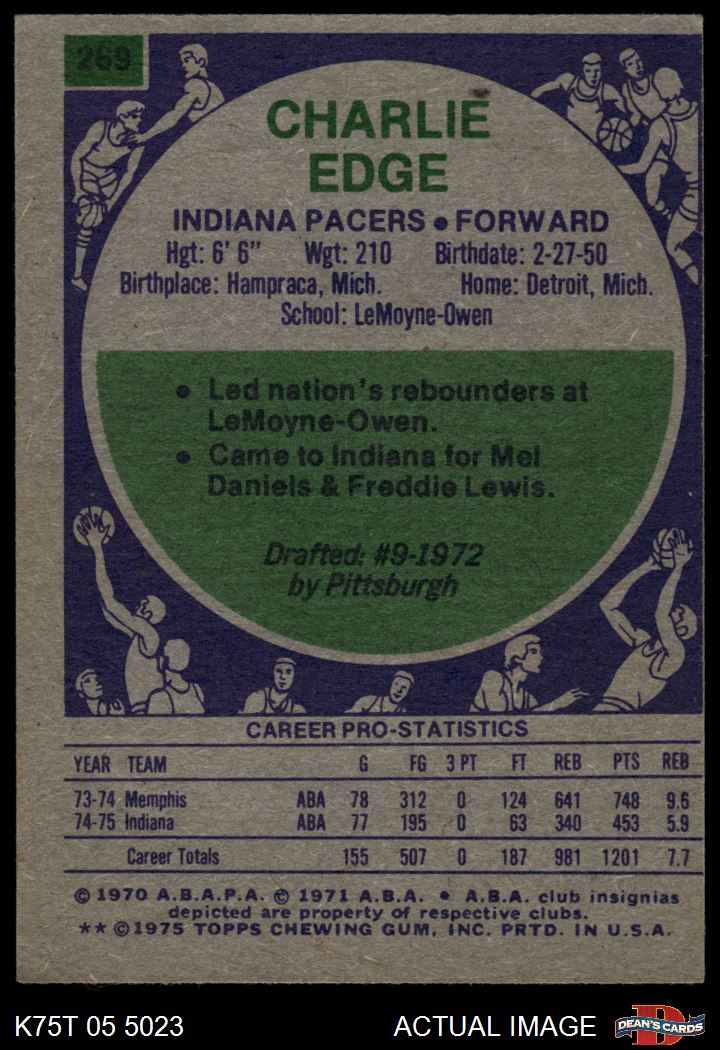 269
CHARLIE
EDGE
INDIANA PACERS • FORWARD
Hgt: 6' 6" Wgt: 210 Birthdate: 2-27-50
Birthplace: Hampraca, Mich. Home: Detroit, Mich.
School: LeMoyne-Owen
• Led nation's rebounders at
LeMoyne-Owen.
• Came to Indiana for Mel
Daniels & Freddie Lewis.
Drafted: #9-1972
by Pittsburgh
CAREER PRO-STATISTICS
YEAR TEAM G FG 3 PT FT REB PTS REB
73-74 Memphis ABA 78 312 0 124 641 748 9.6
74-75 Indiana ABA 77 195 0 63 340 453 5.9
Career Totals 155 507 0 187 981 1201 7.7
© 1970 A.B.A.P.A. © 1971 A.B.A. • A.B.A. club insignias
depicted are property of respective clubs.
** © 1975 TOPPS CHEWING GUM, INC. PRTD. IN U.S.A.
K75T 05 5023 ACTUAL IMAGE D DEAN'S CARDS